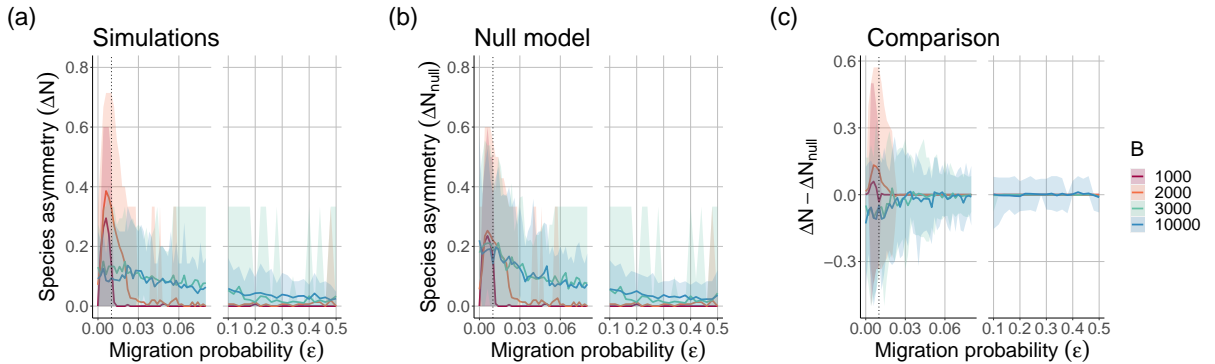 (a)
Simulations
Species asymmetry (ΔN)
0.8
0.6
0.4
0.2
0.0
0.00 0.03 0.06 0.1 0.2 0.3 0.4 0.5
Migration probability (ε)
(b)
Null model
Species asymmetry (ΔN_null)
0.8
0.6
0.4
0.2
0.0
0.00 0.03 0.06 0.1 0.2 0.3 0.4 0.5
Migration probability (ε)
(c)
Comparison
ΔN − ΔN_null
0.6
0.3
0.0
−0.3
0.00 0.03 0.06 0.1 0.2 0.3 0.4 0.5
Migration probability (ε)
B
1000
2000
3000
10000